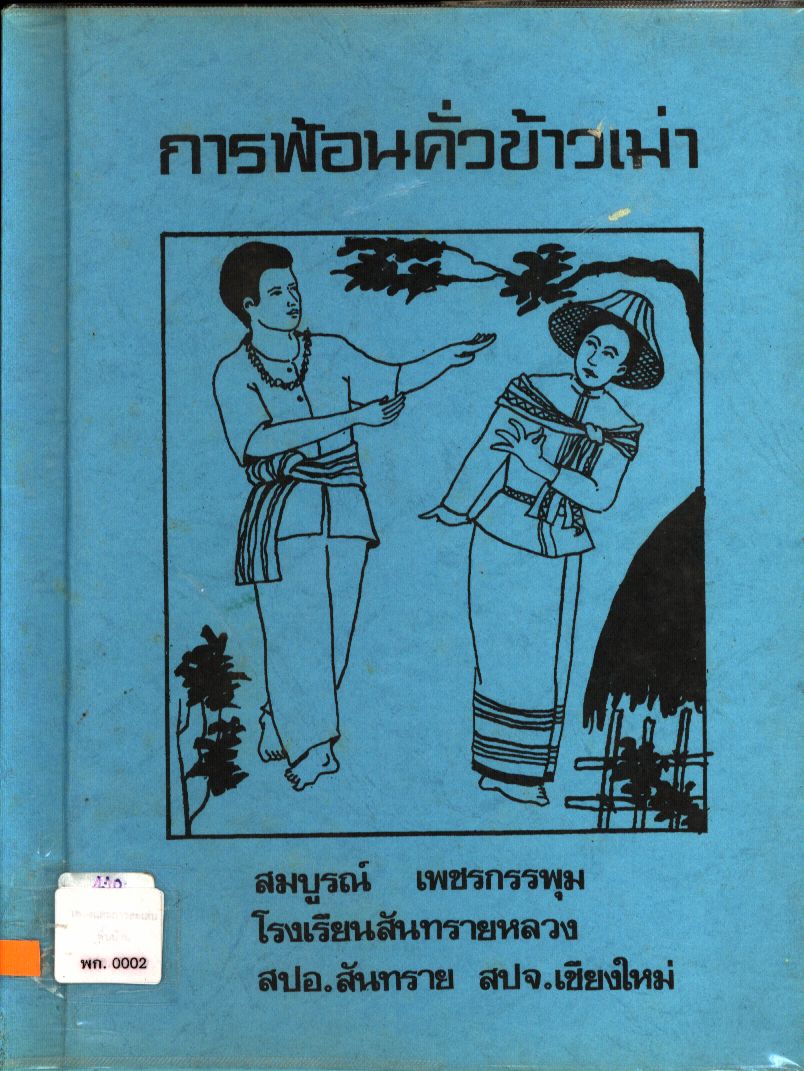 การฟ้อนคั่วข้าวเม่า
สมบูรณ์ เพชรกรรพุม
โรงเรียนสันทรายหลวง
สปอ.สันทราย สปจ.เชียงใหม่
พก. 0002